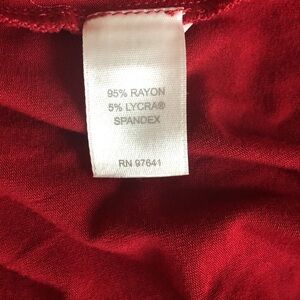 95% RAYON
5% LYCRA®
SPANDEX
RN 97641